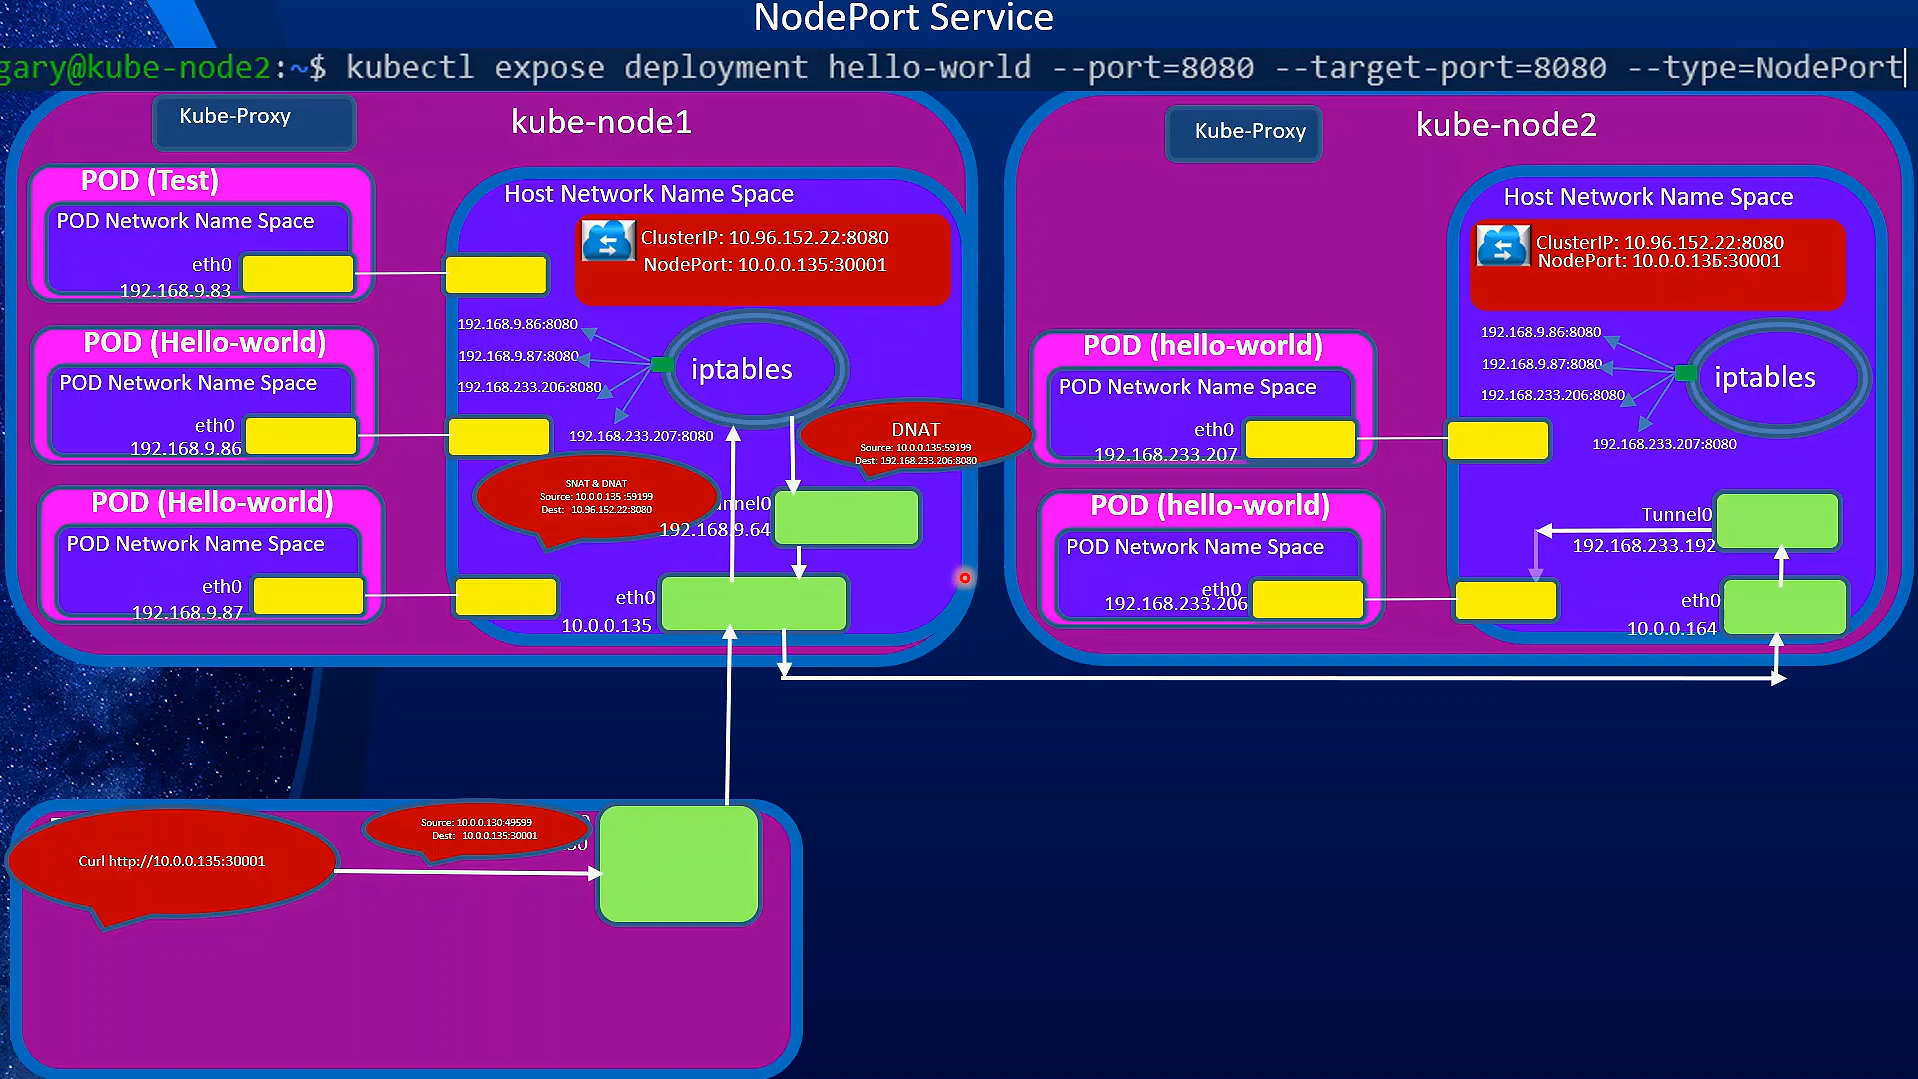 NodePort Service
gary@kube-node2:~$ kubectl expose deployment hello-world --port=8080 --target-port=8080 --type=NodePort
Kube-Proxy
kube-node1
POD (Test)
POD Network Name Space
eth0
192.168.9.83
POD (Hello-world)
POD Network Name Space
eth0
192.168.9.86
POD (Hello-world)
POD Network Name Space
eth0
192.168.9.87
Host Network Name Space
ClusterIP: 10.96.152.22:8080
NodePort: 10.0.0.135:30001
192.168.9.86:8080
192.168.9.87:8080
192.168.233.206:8080
192.168.233.207:8080
iptables
DNAT
Source: 10.0.0.135:59199
Dest: 192.168.233.206:8080
SNAT & DNAT
Source: 10.0.0.135 :59199
Dest: 10.96.152.22:8080
nnel0
192.168.9.64
eth0
10.0.0.135
Kube-Proxy
kube-node2
POD (hello-world)
POD Network Name Space
eth0
192.168.233.207
POD (hello-world)
POD Network Name Space
eth0
192.168.233.206
Host Network Name Space
ClusterIP: 10.96.152.22:8080
NodePort: 10.0.0.135:30001
192.168.9.86:8080
192.168.9.87:8080
192.168.233.206:8080
192.168.233.207:8080
iptables
Tunnel0
192.168.233.192
eth0
10.0.0.164
Curl http://10.0.0.135:30001
Source: 10.0.0.130:49599
Dest: 10.0.0.135:30001